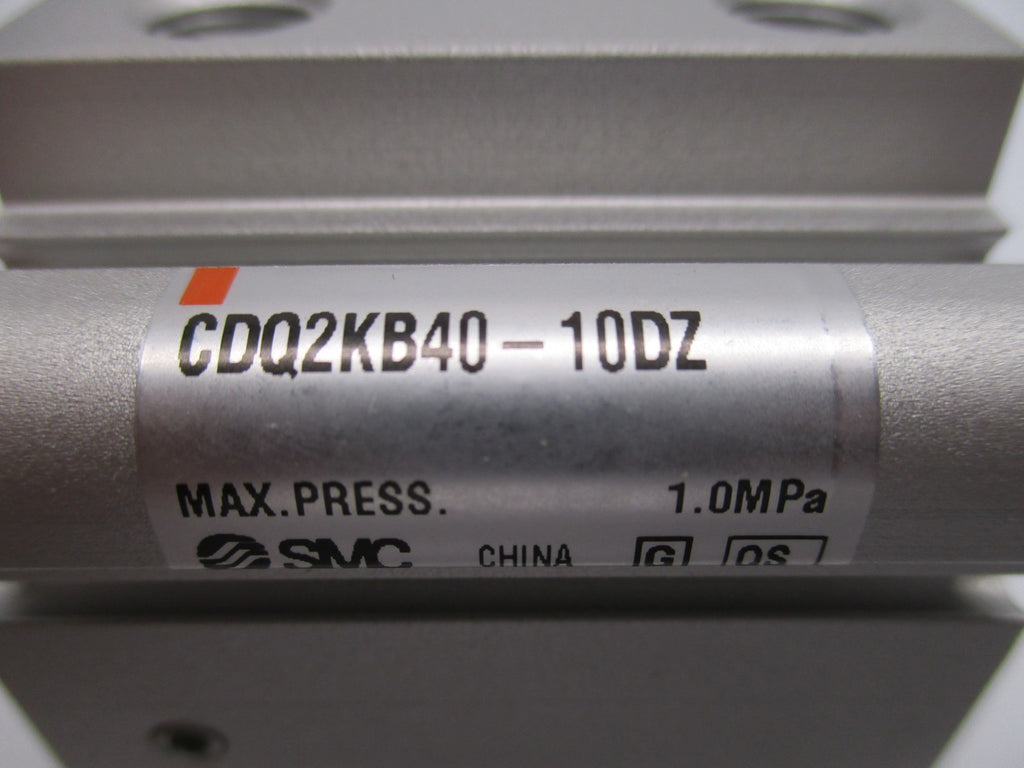 CDQ2KB40-10DZ
MAX.PRESS. 1.0MPa
SMC CHINA G OS